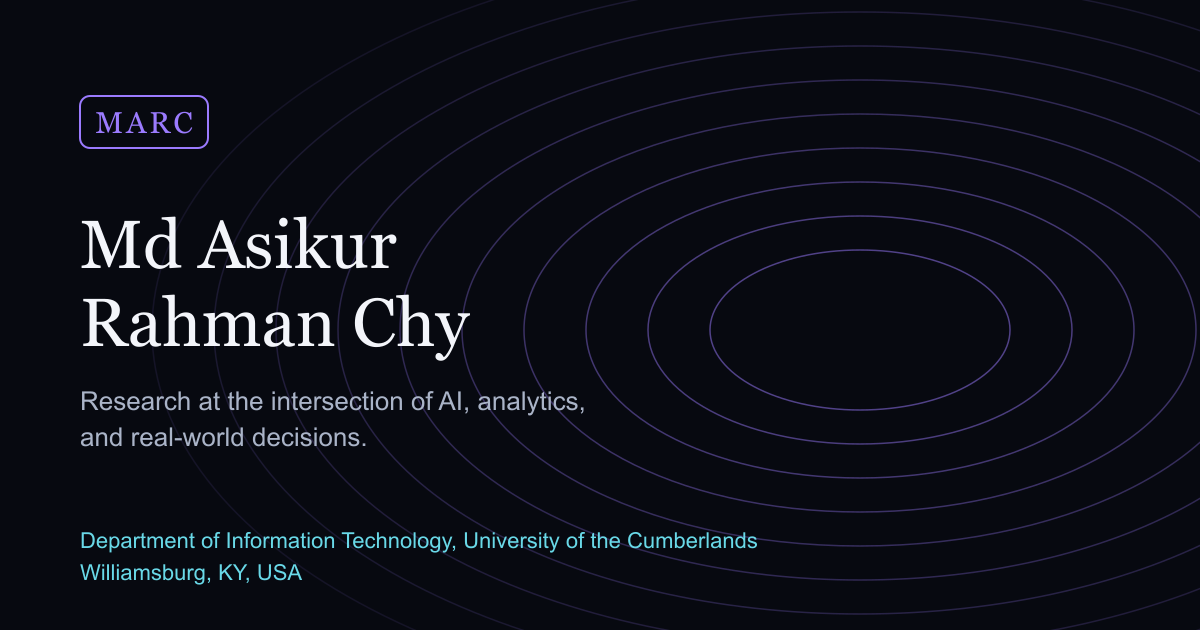 MARC
Md Asikur
Rahman Chy
Research at the intersection of AI, analytics,
and real-world decisions.
Department of Information Technology, University of the Cumberlands
Williamsburg, KY, USA